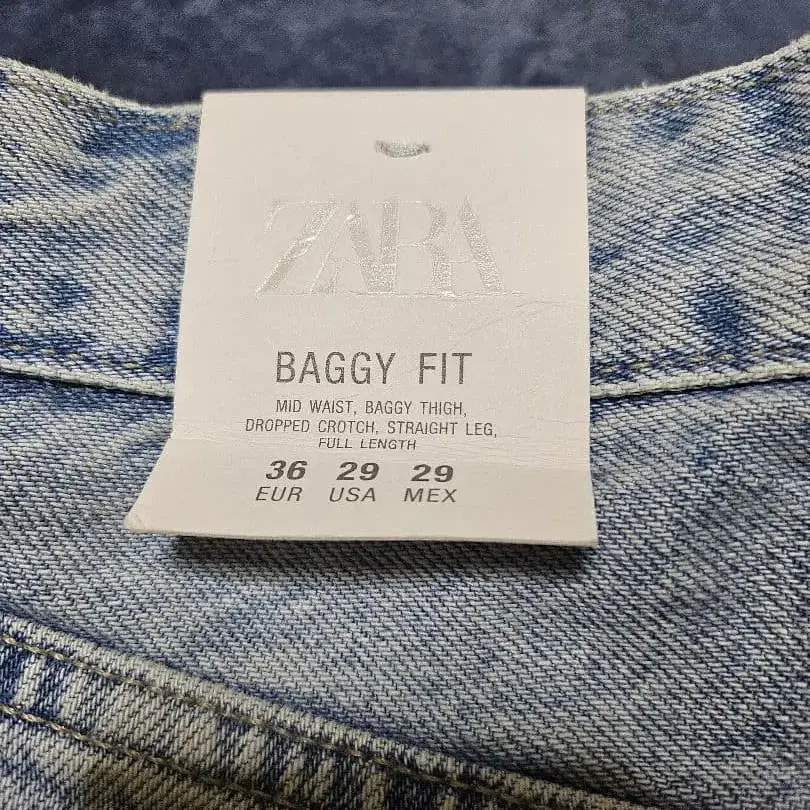 ZARA
BAGGY FIT
MID WAIST, BAGGY THIGH,
DROPPED CROTCH, STRAIGHT LEG,
FULL LENGTH
36 29 29
EUR USA MEX